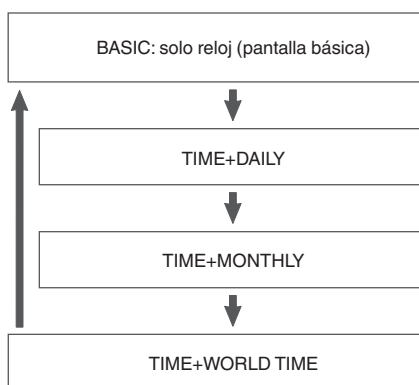 BASIC: solo reloj (pantalla básica)
TIME+DAILY
TIME+MONTHLY
TIME+WORLD TIME